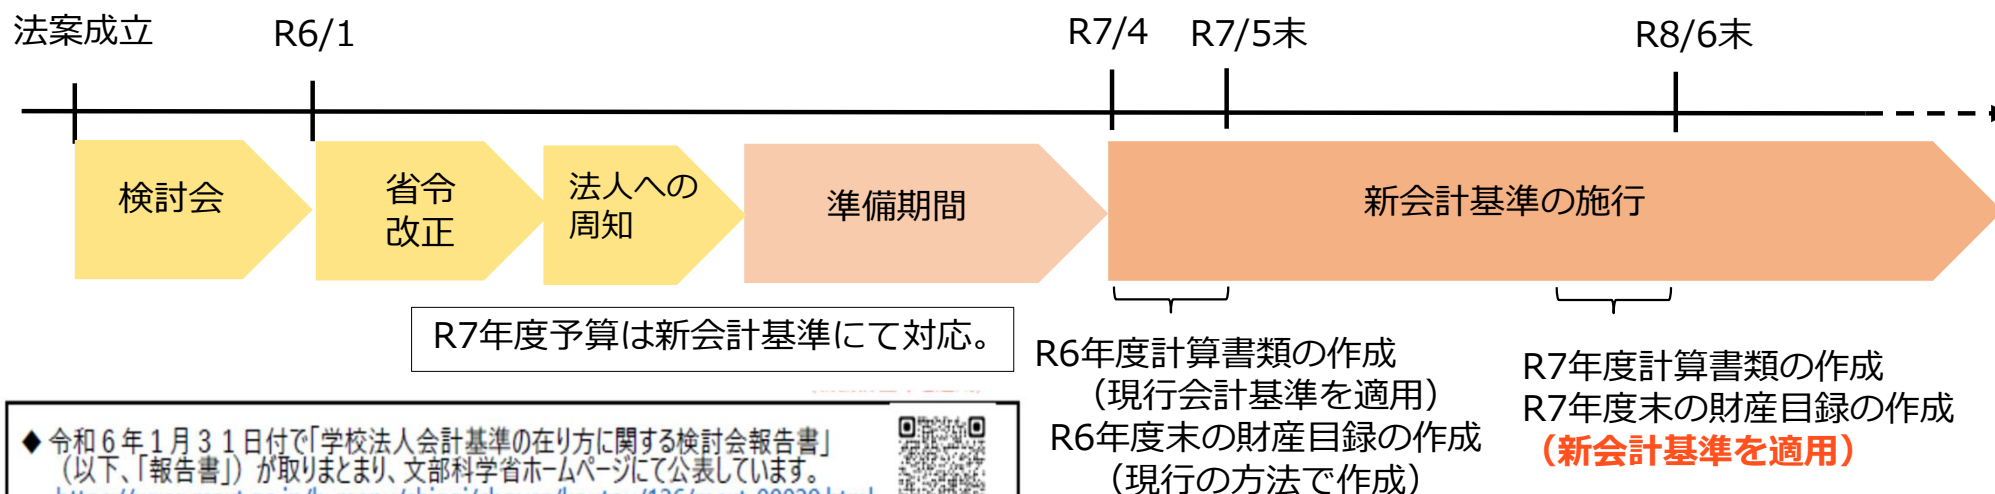 法案成立
R6/1
R7/4
R7/5末
R8/6末
検討会
省令
改正
法人への
周知
準備期間
新会計基準の施行
R7年度予算は新会計基準にて対応。
R6年度計算書類の作成
（現行会計基準を適用）
R6年度末の財産目録の作成
（現行の方法で作成）
R7年度計算書類の作成
R7年度末の財産目録の作成
（新会計基準を適用）
◆ 令和６年１月３１日付で「学校法人会計基準の在り方に関する検討会報告書」
（以下、「報告書」）が取りまとまり、文部科学省ホームページにて公表しています。